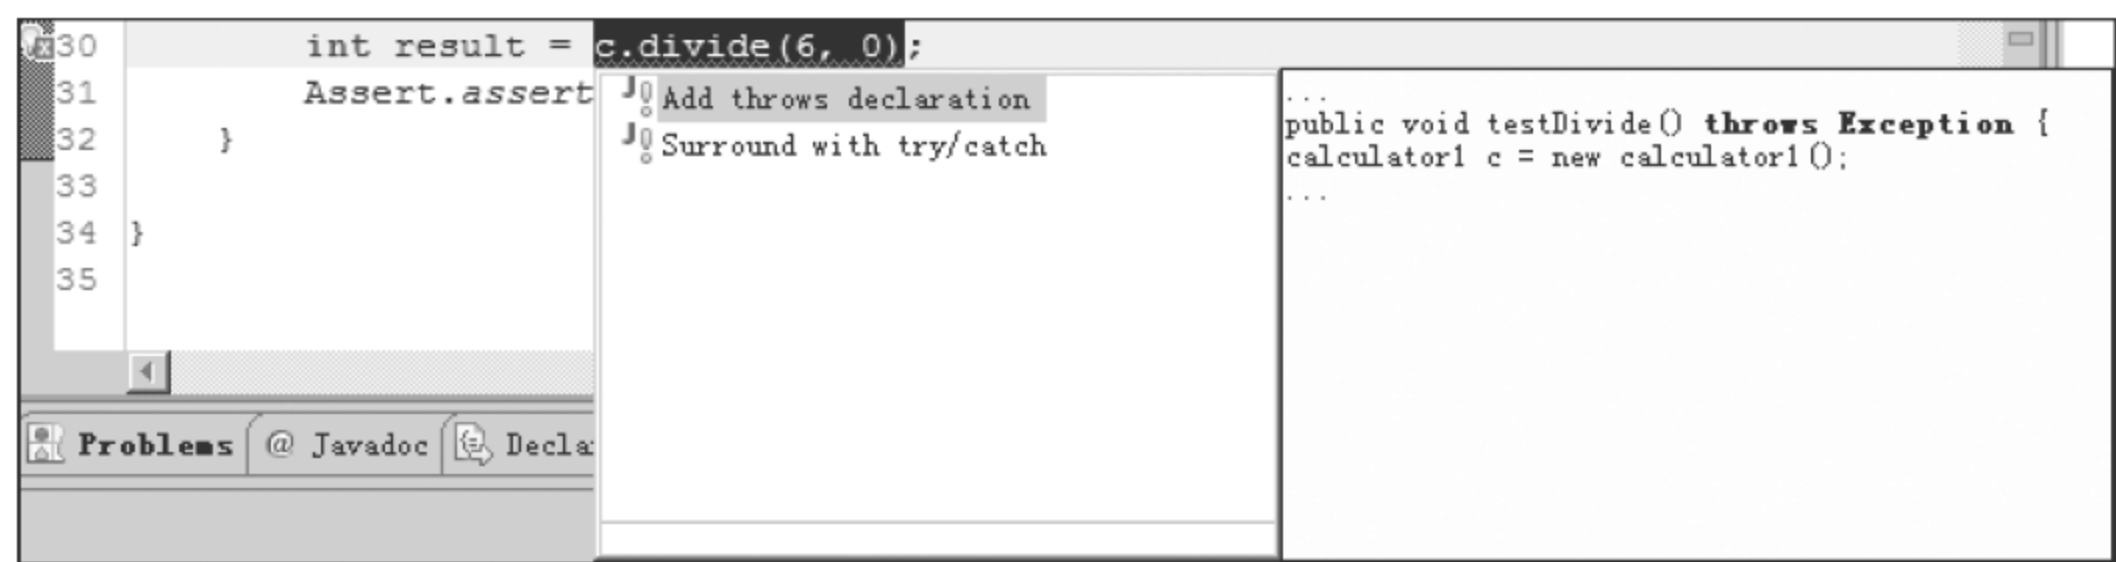 30 int result = c.divide(6, 0);
31 Assert.assert
32 }
33
34 }
35
Add throws declaration
Surround with try/catch
...
public void testDivide() throws Exception {
calculator1 c = new calculator1();
...
Problems @ Javadoc Decla